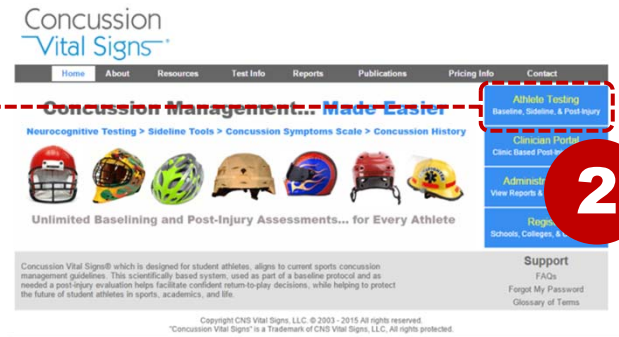 Concussion
Vital Signs
Home About Resources Test Info Reports Publications Pricing Info Contact
Concussion Management... Made Easier
Neurocognitive Testing > Sideline Tools > Concussion Symptoms Scale > Concussion History
Unlimited Baselining and Post-Injury Assessments... for Every Athlete
Athlete Testing
Baseline, Sideline, & Post-Injury
Clinician Portal
Clinic Based
View Reports &
Schools, Colleges, &
2
Concussion Vital Signs® which is designed for student athletes, aligns to current sports concussion
management guidelines. This scientifically based system, used as part of a baseline protocol and as
needed a post-injury evaluation helps facilitate confident return-to-play decisions, while helping to protect
the future of student athletes in sports, academics, and life.
Support
FAQs
Forgot My Password
Glossary of Terms
Copyright CNS Vital Signs, LLC. © 2003 - 2015 All rights reserved.
"Concussion Vital Signs" is a Trademark of CNS Vital Signs, LLC, All rights protected.